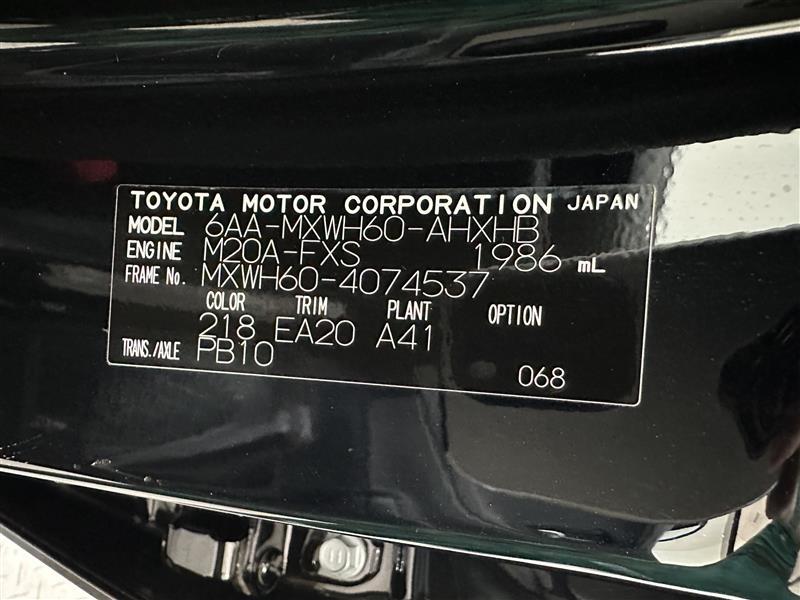 TOYOTA MOTOR CORPORATION JAPAN
MODEL 6AA-MXWH60-AHXHB
ENGINE M20A-FXS 1986 mL
FRAME No. MXWH60-4074537
COLOR TRIM PLANT OPTION
218 EA20 A41
TRANS./AXLE PB10
068